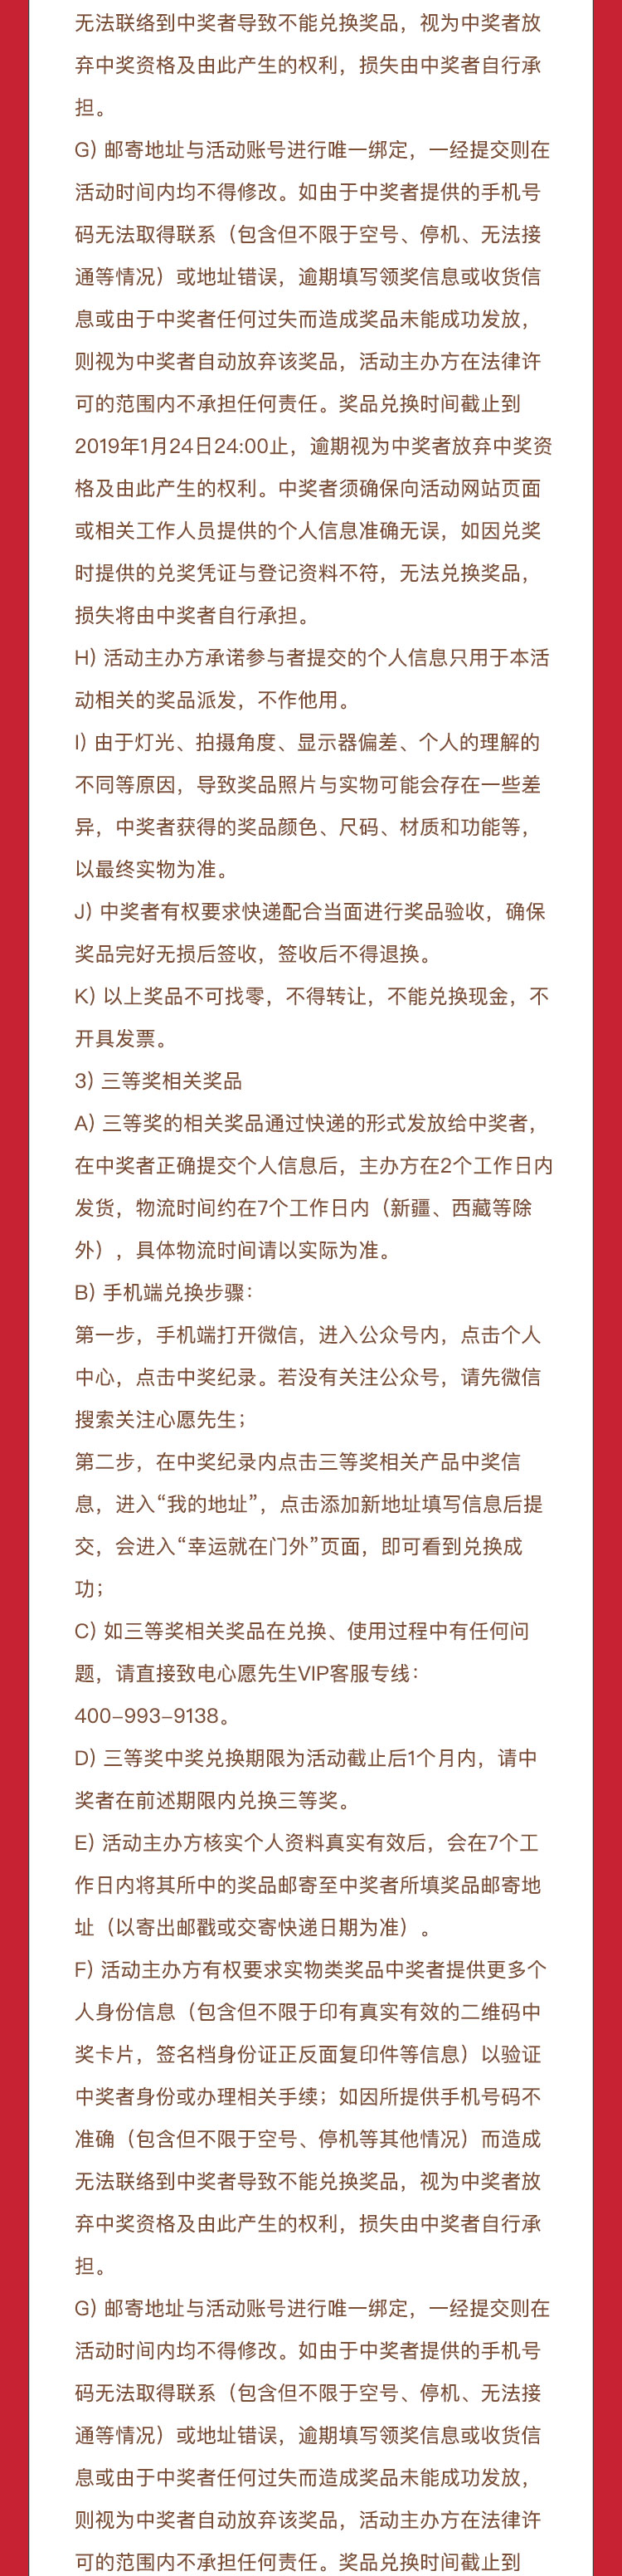 无法联络到中奖者导致不能兑换奖品，视为中奖者放
弃中奖资格及由此产生的权利，损失由中奖者自行承
担。
G) 邮寄地址与活动账号进行唯一绑定，一经提交则在
活动时间内均不得修改。如由于中奖者提供的手机号
码无法取得联系（包含但不限于空号、停机、无法接
通等情况）或地址错误，逾期填写领奖信息或收货信
息或由于中奖者任何过失而造成奖品未能成功发放，
则视为中奖者自动放弃该奖品，活动主办方在法律许
可的范围内不承担任何责任。奖品兑换时间截止到
2019年1月24日24:00止，逾期视为中奖者放弃中奖资
格及由此产生的权利。中奖者须确保向活动网站页面
或相关工作人员提供的个人信息准确无误，如因兑奖
时提供的兑奖凭证与登记资料不符，无法兑换奖品，
损失将由中奖者自行承担。
H) 活动主办方承诺参与者提交的个人信息只用于本活
动相关的奖品派发，不作他用。
I) 由于灯光、拍摄角度、显示器偏差、个人的理解的
不同等原因，导致奖品照片与实物可能会存在一些差
异，中奖者获得的奖品颜色、尺码、材质和功能等，
以最终实物为准。
J) 中奖者有权要求快递配合当面进行奖品验收，确保
奖品完好无损后签收，签收后不得退换。
K) 以上奖品不可找零，不得转让，不能兑换现金，不
开具发票。
3) 三等奖相关奖品
A) 三等奖的相关奖品通过快递的形式发放给中奖者，
在中奖者正确提交个人信息后，主办方在2个工作日内
发货，物流时间约在7个工作日内（新疆、西藏等除
外），具体物流时间请以实际为准。
B) 手机端兑换步骤：
第一步，手机端打开微信，进入公众号内，点击个人
中心，点击中奖纪录。若没有关注公众号，请先微信
搜索关注心愿先生；
第二步，在中奖纪录内点击三等奖相关产品中奖信
息，进入“我的地址”，点击添加新地址填写信息后提
交，会进入“幸运就在门外”页面，即可看到兑换成
功；
C) 如三等奖相关奖品在兑换、使用过程中有任何问
题，请直接致电心愿先生VIP客服专线：
400-993-9138。
D) 三等奖中奖兑换期限为活动截止后1个月内，请中
奖者在前述期限内兑换三等奖。
E) 活动主办方核实个人资料真实有效后，会在7个工
作日内将其所中的奖品邮寄至中奖者所填奖品邮寄地
址（以寄出邮戳或交寄快递日期为准）。
F) 活动主办方有权要求实物类奖品中奖者提供更多个
人身份信息（包含但不限于印有真实有效的二维码中
奖卡片，签名档身份证正反面复印件等信息）以验证
中奖者身份或办理相关手续；如因所提供手机号码不
准确（包含但不限于空号、停机等其他情况）而造成
无法联络到中奖者导致不能兑换奖品，视为中奖者放
弃中奖资格及由此产生的权利，损失由中奖者自行承
担。
G) 邮寄地址与活动账号进行唯一绑定，一经提交则在
活动时间内均不得修改。如由于中奖者提供的手机号
码无法取得联系（包含但不限于空号、停机、无法接
通等情况）或地址错误，逾期填写领奖信息或收货信
息或由于中奖者任何过失而造成奖品未能成功发放，
则视为中奖者自动放弃该奖品，活动主办方在法律许
可的范围内不承担任何责任。奖品兑换时间截止到